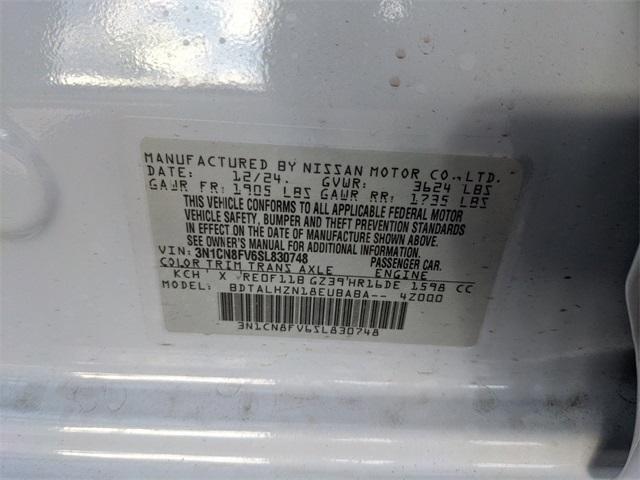 MANUFACTURED BY NISSAN MOTOR CO.,LTD.
DATE: 12/24. GVWR: 3624 LBS
GAWR FR: 1905 LBS GAWR RR: 1735 LBS
THIS VEHICLE CONFORMS TO ALL APPLICABLE FEDERAL MOTOR
VEHICLE SAFETY, BUMPER AND THEFT PREVENTION STANDARDS
IN EFFECT ON THE DATE OF MANUFACTURE SHOWN ABOVE.
SEE OWNER'S MANUAL FOR ADDITIONAL INFORMATION.
VIN: 3N1CN8FV6SL830748 PASSENGER CAR.
COLOR TRIM TRANS AXLE ENGINE
KCH' X 'RE0F11B GZ39'HR16DE 1598 CC
MODEL: BDTALHZN18EUBABA-- 4Z000
3N1CN8FV6SL830748